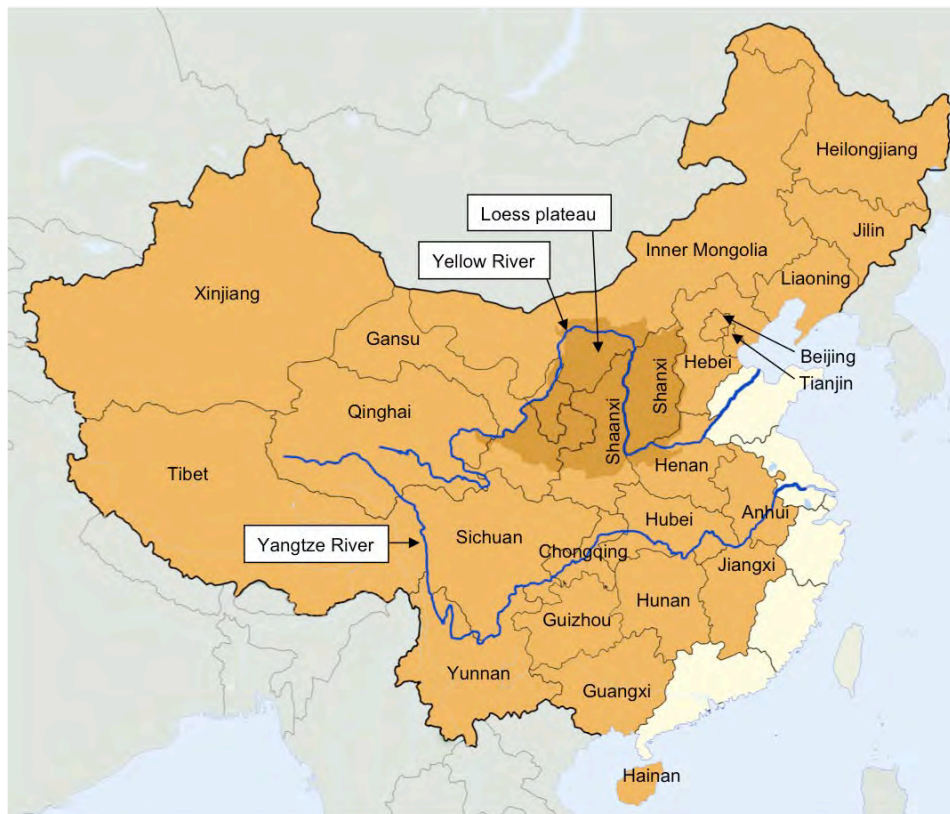 Heilongjiang
Loess plateau
Jilin
Yellow River
Inner Mongolia
Liaoning
Xinjiang
Gansu
Beijing
Hebei
Tianjin
Shanxi
Qinghai
Shaanxi
Henan
Tibet
Anhui
Hubei
Yangtze River
Sichuan
Chongqing
Jiangxi
Hunan
Guizhou
Yunnan
Guangxi
Hainan